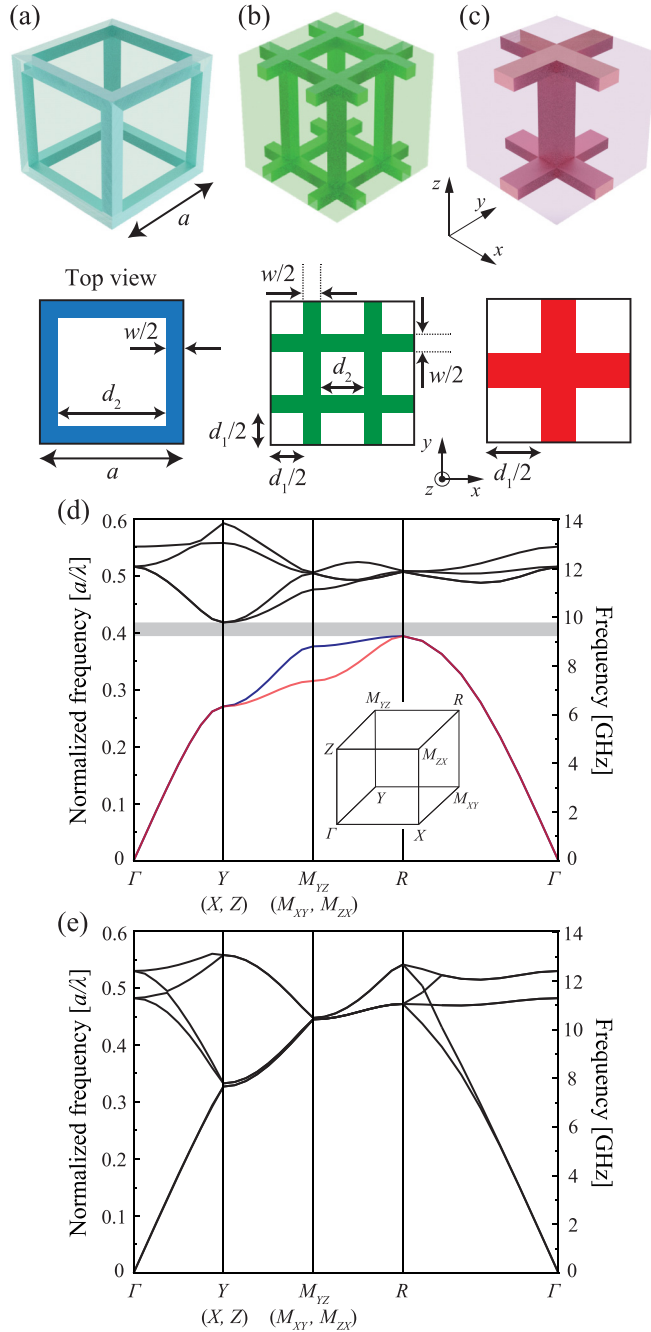 (a)
(b)
(c)
a
z
y
x
Top view
w/2
d2
a
w/2
d2
w/2
d1/2
d1/2
y
z
x
d1/2
(d)
Normalized frequency [a/λ]
0.6
0.5
0.4
0.3
0.2
0.1
0
14
12
10
8
6
4
2
0
Frequency [GHz]
MYZ
R
Z
MZX
Y
MXY
Γ
X
Γ
Y
MYZ
R
Γ
(X, Z)
(MXY, MZX)
(e)
Normalized frequency [a/λ]
0.6
0.5
0.4
0.3
0.2
0.1
0
14
12
10
8
6
4
2
0
Frequency [GHz]
Γ
Y
MYZ
R
Γ
(X, Z)
(MXY, MZX)